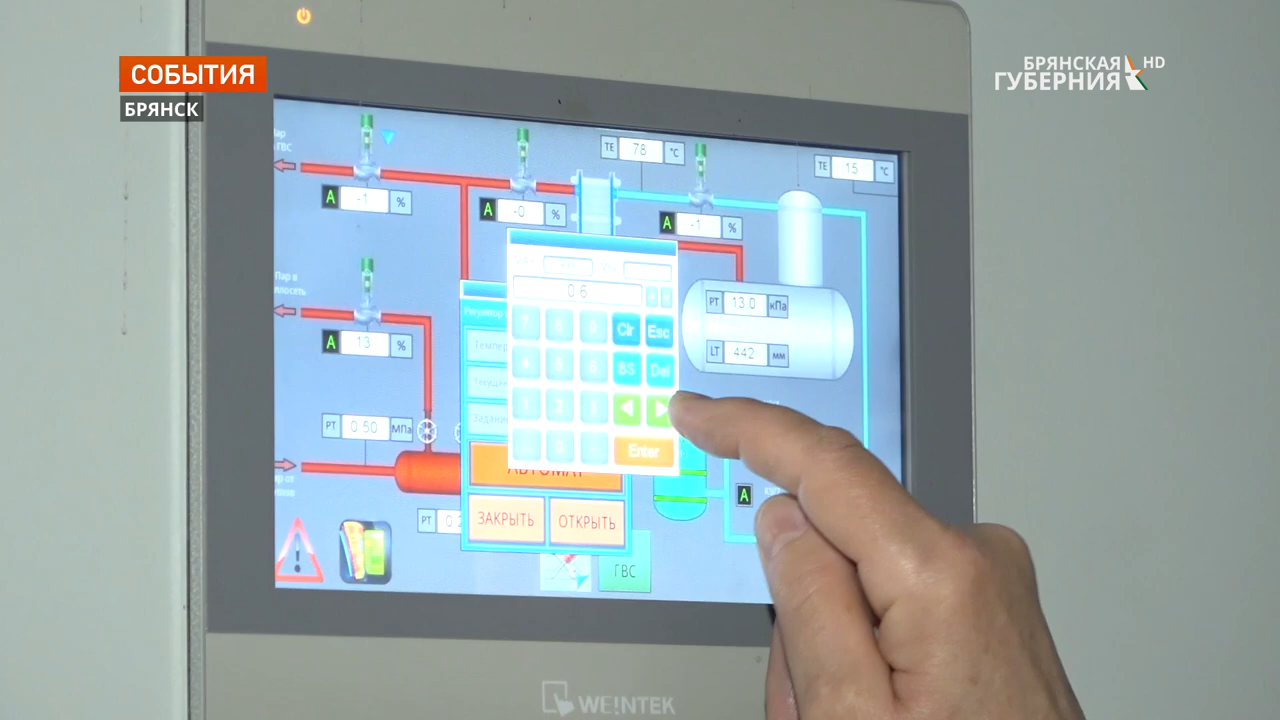 СОБЫТИЯ
БРЯНСК
БРЯНСКАЯ HD
ГУБЕРНИЯ
ГВС
TE 78 °C
TE 15 °C
A -1 %
A -0 %
A -1 %
Пар в
0.6
PT 13.0 кПа
LT 442 мм
A 13 %
Clr Esc
BS Del
PT 0.50 МПа
Enter
АВТОМАТ
A
PT
ЗАКРЫТЬ ОТКРЫТЬ
ГВС
WEINTEK